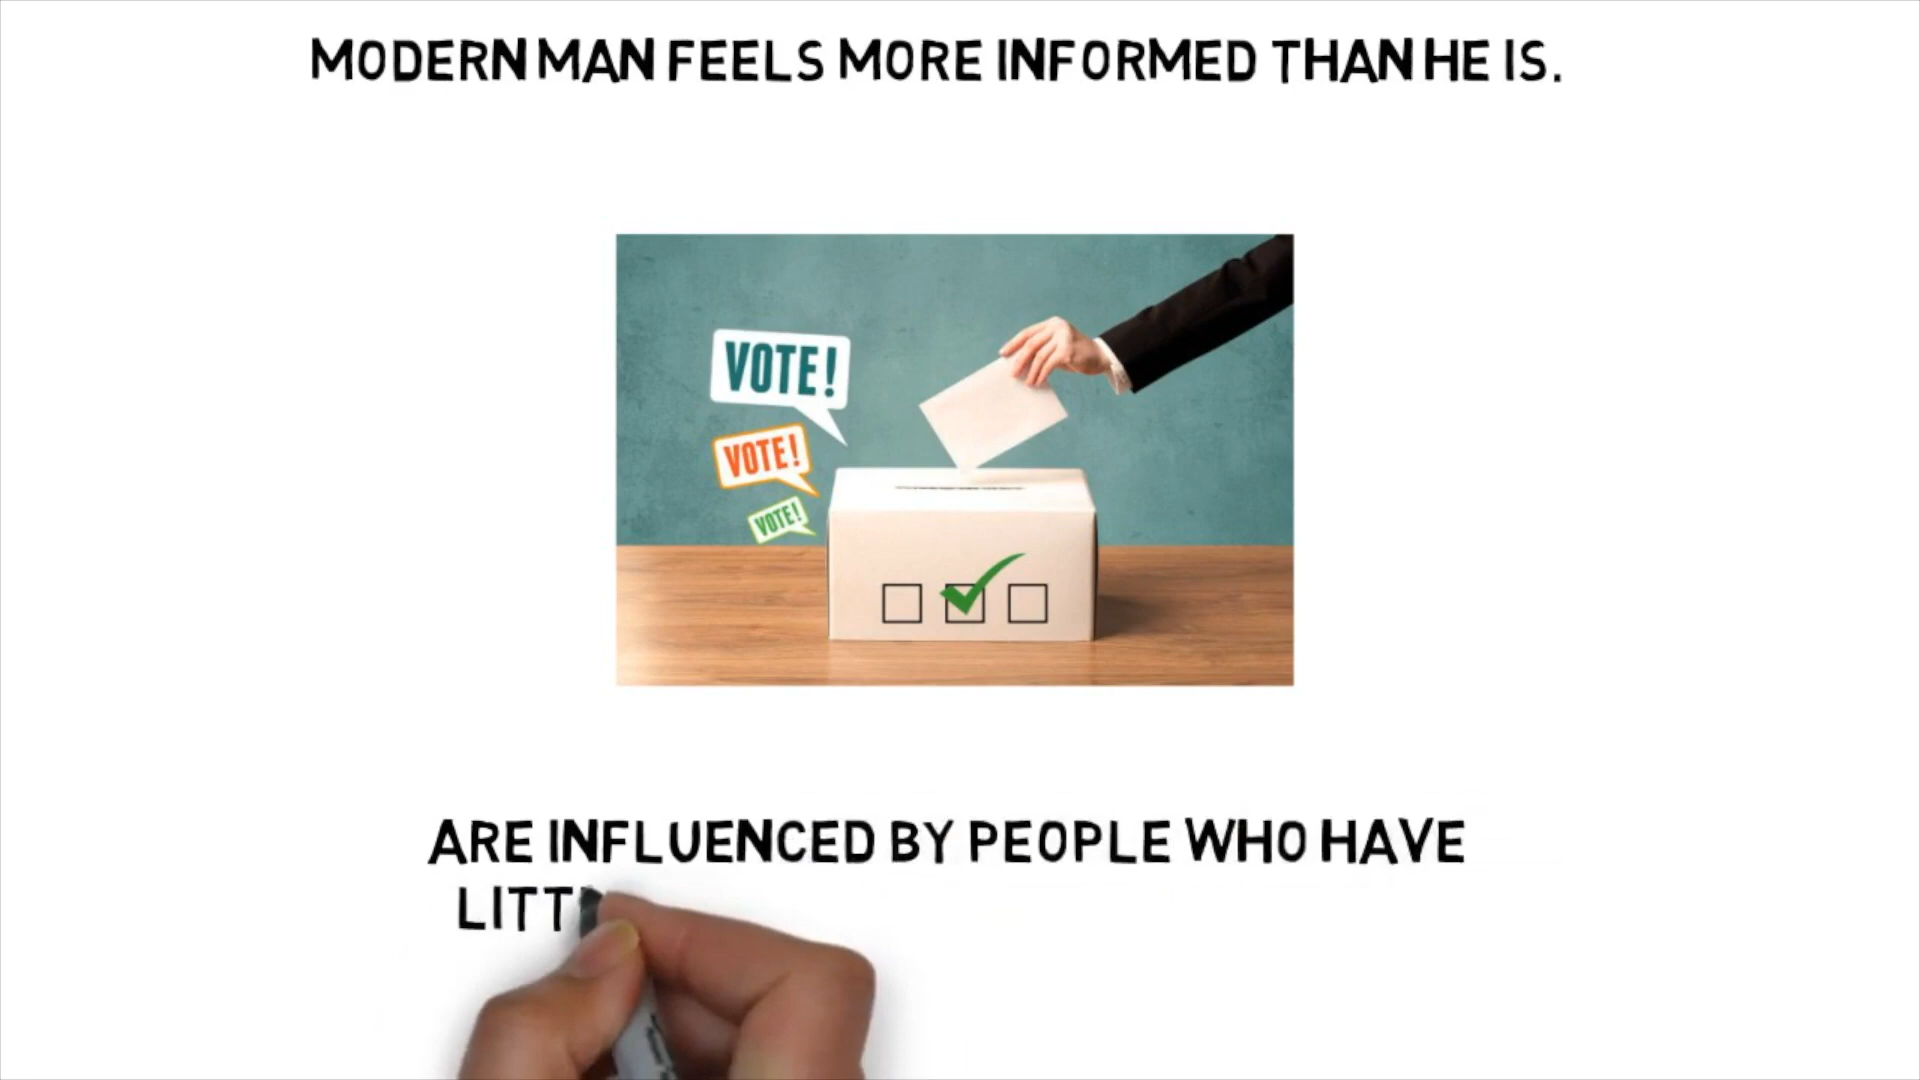 MODERN MAN FEELS MORE INFORMED THAN HE IS.
VOTE!
VOTE!
VOTE!
ARE INFLUENCED BY PEOPLE WHO HAVE
LITT